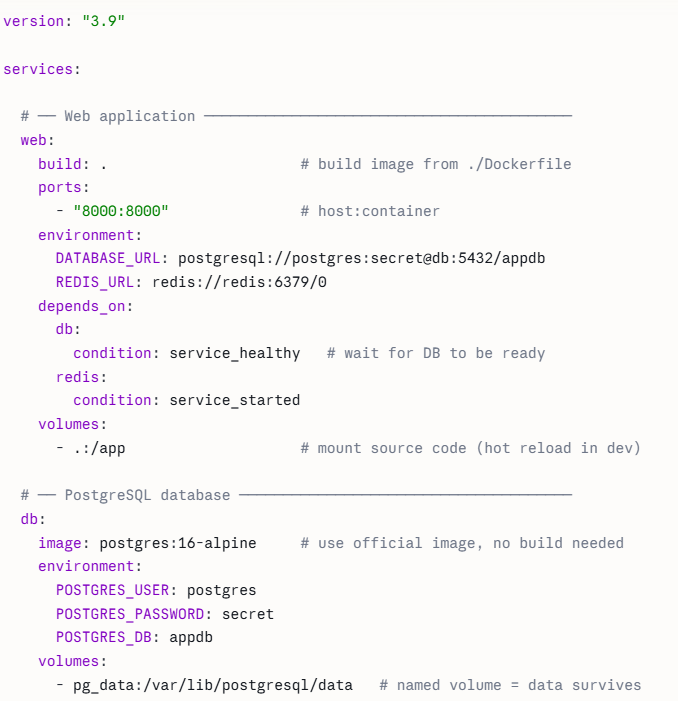 version: "3.9"

services:

  # —— Web application ——————————————————————————————————————————
  web:
    build: .                      # build image from ./Dockerfile
    ports:
      - "8000:8000"               # host:container
    environment:
      DATABASE_URL: postgresql://postgres:secret@db:5432/appdb
      REDIS_URL: redis://redis:6379/0
    depends_on:
      db:
        condition: service_healthy   # wait for DB to be ready
      redis:
        condition: service_started
    volumes:
      - .:/app                    # mount source code (hot reload in dev)

  # —— PostgreSQL database ——————————————————————————————————————
  db:
    image: postgres:16-alpine     # use official image, no build needed
    environment:
      POSTGRES_USER: postgres
      POSTGRES_PASSWORD: secret
      POSTGRES_DB: appdb
    volumes:
      - pg_data:/var/lib/postgresql/data   # named volume = data survives